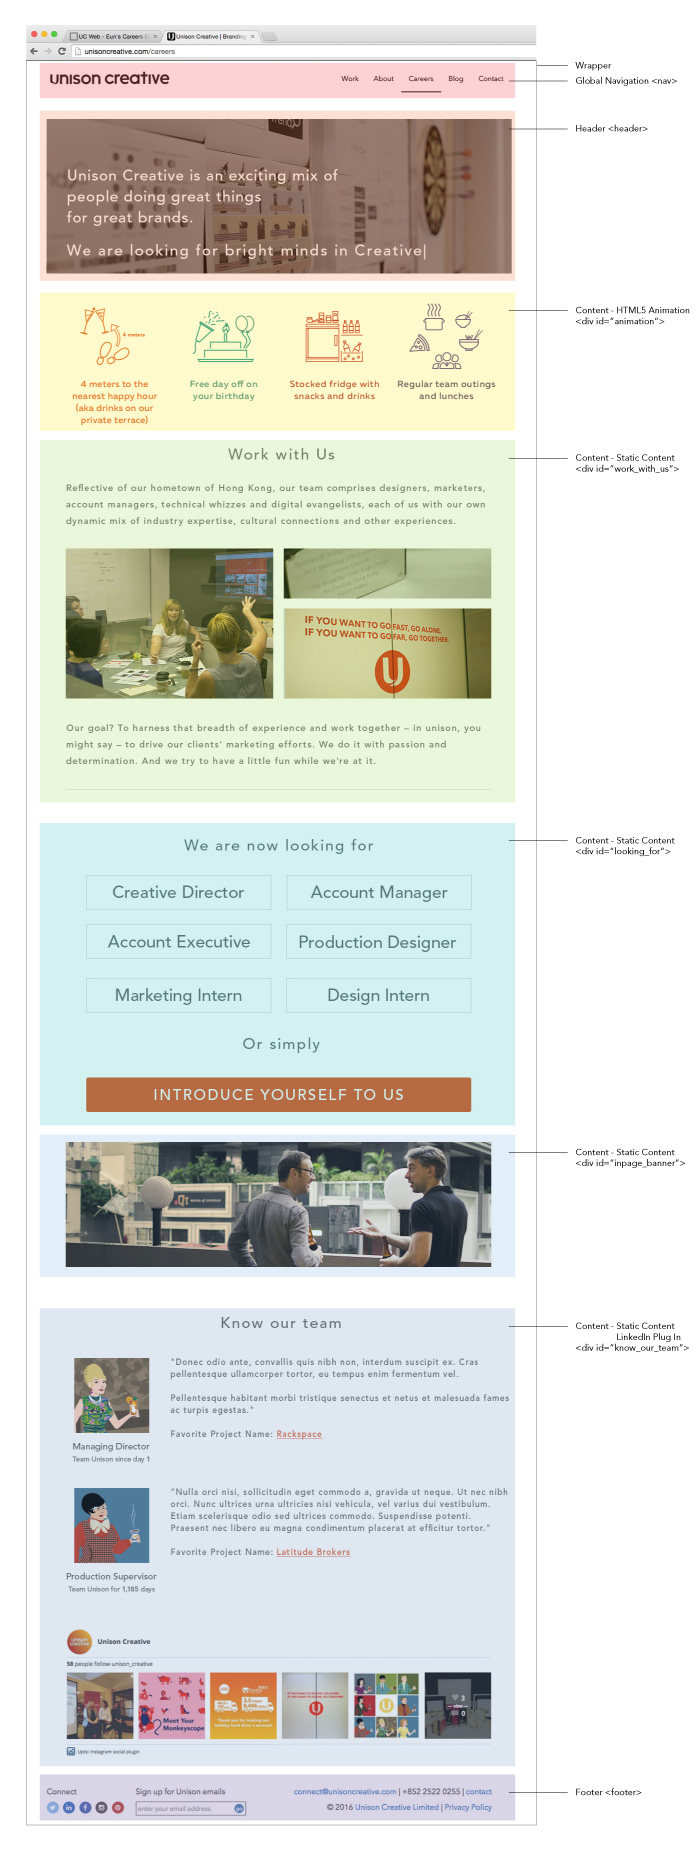 UC Web - Eun's Careers C
Unison Creative | Branding
unisoncreative.com/careers
Wrapper
unison creative
Work
About
Careers
Blog
Contact
Global Navigation <nav>
Header <header>
Unison Creative is an exciting mix of
people doing great things
for great brands.
We are looking for bright minds in Creative|
Content - HTML5 Animation
<div id="animation">
4 meters
4 meters to the
nearest happy hour
(aka drinks on our
private terrace)
Free day off on
your birthday
Stocked fridge with
snacks and drinks
Regular team outings
and lunches
Work with Us
Content - Static Content
<div id="work_with_us">
Reflective of our hometown of Hong Kong, our team comprises designers, marketers,
account managers, technical whizzes and digital evangelists, each of us with our own
dynamic mix of industry expertise, cultural connections and other experiences.
IF YOU WANT TO GO FAST, GO ALONE.
IF YOU WANT TO GO FAR, GO TOGETHER.
Our goal? To harness that breadth of experience and work together – in unison, you
might say – to drive our clients' marketing efforts. We do it with passion and
determination. And we try to have a little fun while we're at it.
We are now looking for
Content - Static Content
<div id="looking_for">
Creative Director
Account Manager
Account Executive
Production Designer
Marketing Intern
Design Intern
Or simply
INTRODUCE YOURSELF TO US
Content - Static Content
<div id="inpage_banner">
Know our team
Content - Static Content
LinkedIn Plug In
<div id="know_our_team">
"Donec odio ante, convallis quis nibh non, interdum suscipit ex. Cras
pellentesque ullamcorper tortor, eu tempus enim fermentum vel.
Pellentesque habitant morbi tristique senectus et netus et malesuada fames
ac turpis egestas."
Favorite Project Name: Rackspace
Managing Director
Team Unison since day 1
"Nulla orci nisi, sollicitudin eget commodo a, gravida ut neque. Ut nec nibh
orci. Nunc ultrices urna ultricies nisi vehicula, vel varius dui vestibulum.
Etiam scelerisque odio sed ultrices commodo. Suspendisse potenti.
Praesent nec libero eu magna condimentum placerat at efficitur tortor."
Favorite Project Name: Latitude Brokers
Production Supervisor
Team Unison for 1,185 days
Unison Creative
58 people follow unison_creative
Meet Your
Monkeyscope
Thank you for making our
holiday food drive a success!
3
0
Uptsi Instagram social plugin
Connect
Sign up for Unison emails
enter your email address
go
connect@unisoncreative.com | +852 2522 0255 | contact
© 2016 Unison Creative Limited | Privacy Policy
Footer <footer>